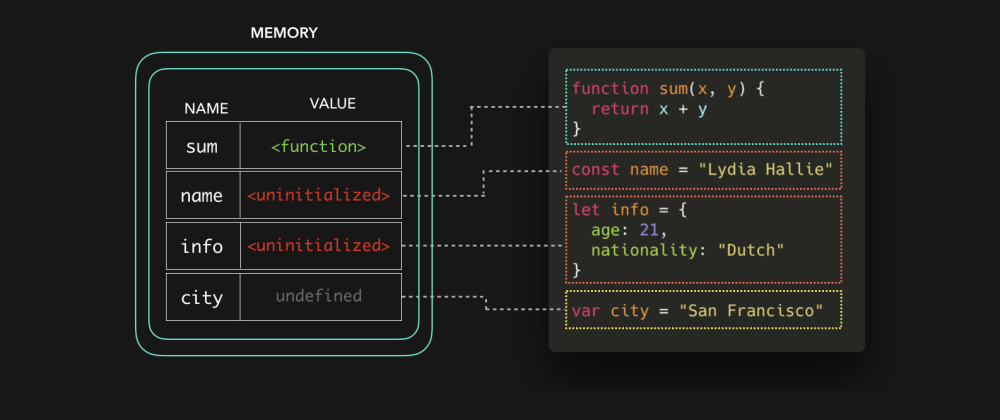 MEMORY
NAME VALUE
sum <function>
name <uninitialized>
info <uninitialized>
city undefined
function sum(x, y) {
  return x + y
}
const name = "Lydia Hallie"
let info = {
  age: 21,
  nationality: "Dutch"
}
var city = "San Francisco"